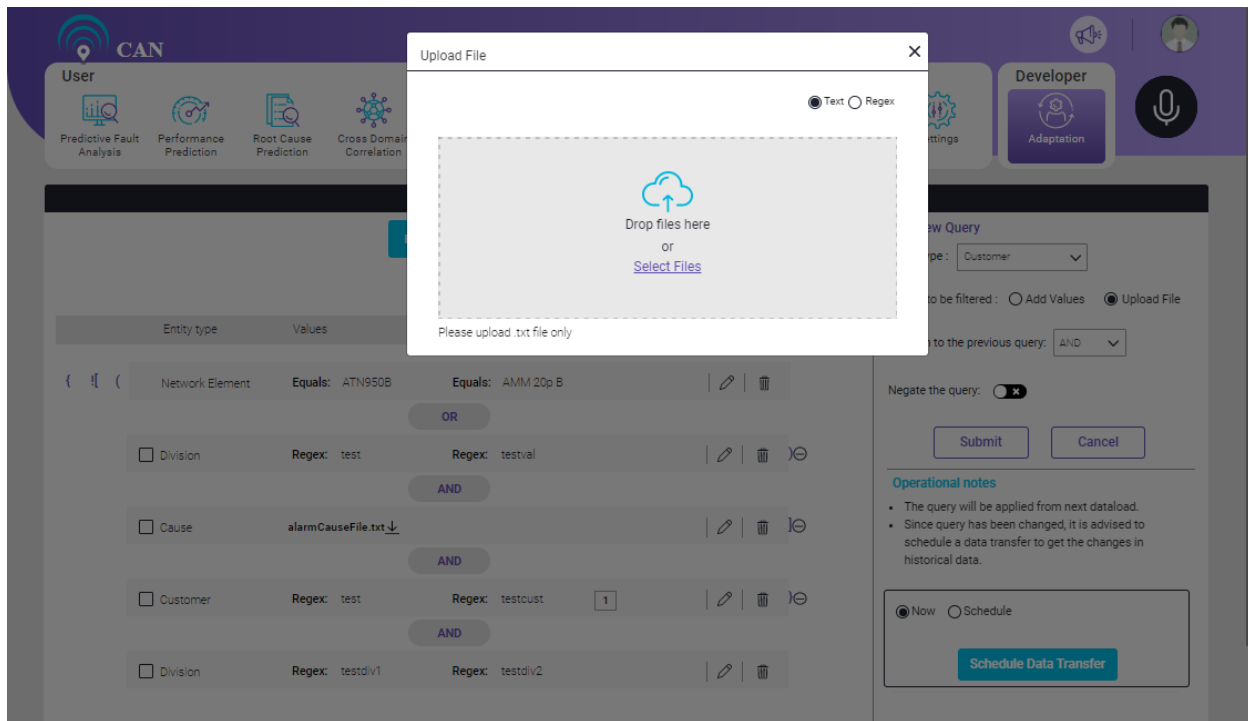 CAN
User
Predictive Fault
Analysis
Performance
Prediction
Root Cause
Prediction
Cross Domain
Correlation
ettings
Developer
Adaptation
Upload File
Text Regex
Drop files here
or
Select Files
Please upload .txt file only
Entity type Values
{ ![ ( Network Element Equals: ATN950B Equals: AMM 20p B
OR
Division Regex: test Regex: testval )
AND
Cause alarmCauseFile.txt ]
AND
Customer Regex: test Regex: testcust 1 )
AND
Division Regex: testdiv1 Regex: testdiv2
ew Query
pe : Customer
to be filtered : Add Values Upload File
to the previous query: AND
Negate the query:
Submit Cancel
Operational notes
• The query will be applied from next dataload.
• Since query has been changed, it is advised to
schedule a data transfer to get the changes in
historical data.
Now Schedule
Schedule Data Transfer